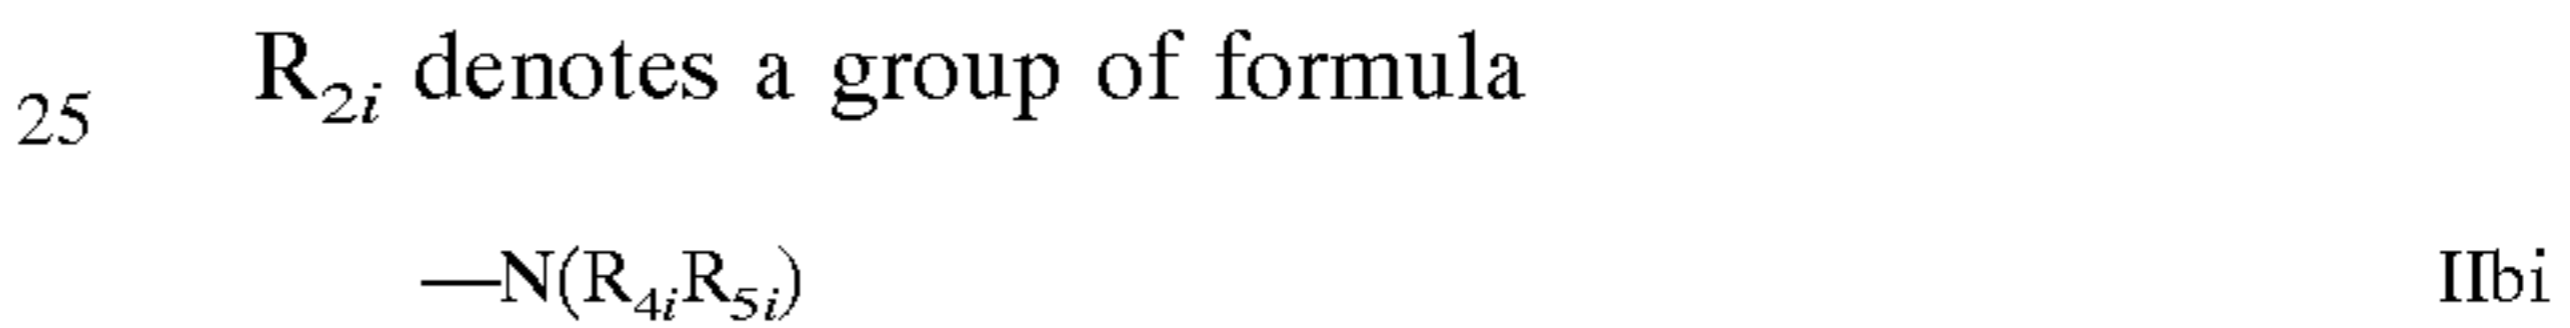 25 R₂ᵢ denotes a group of formula
—N(R₄ᵢR₅ᵢ) IIbi